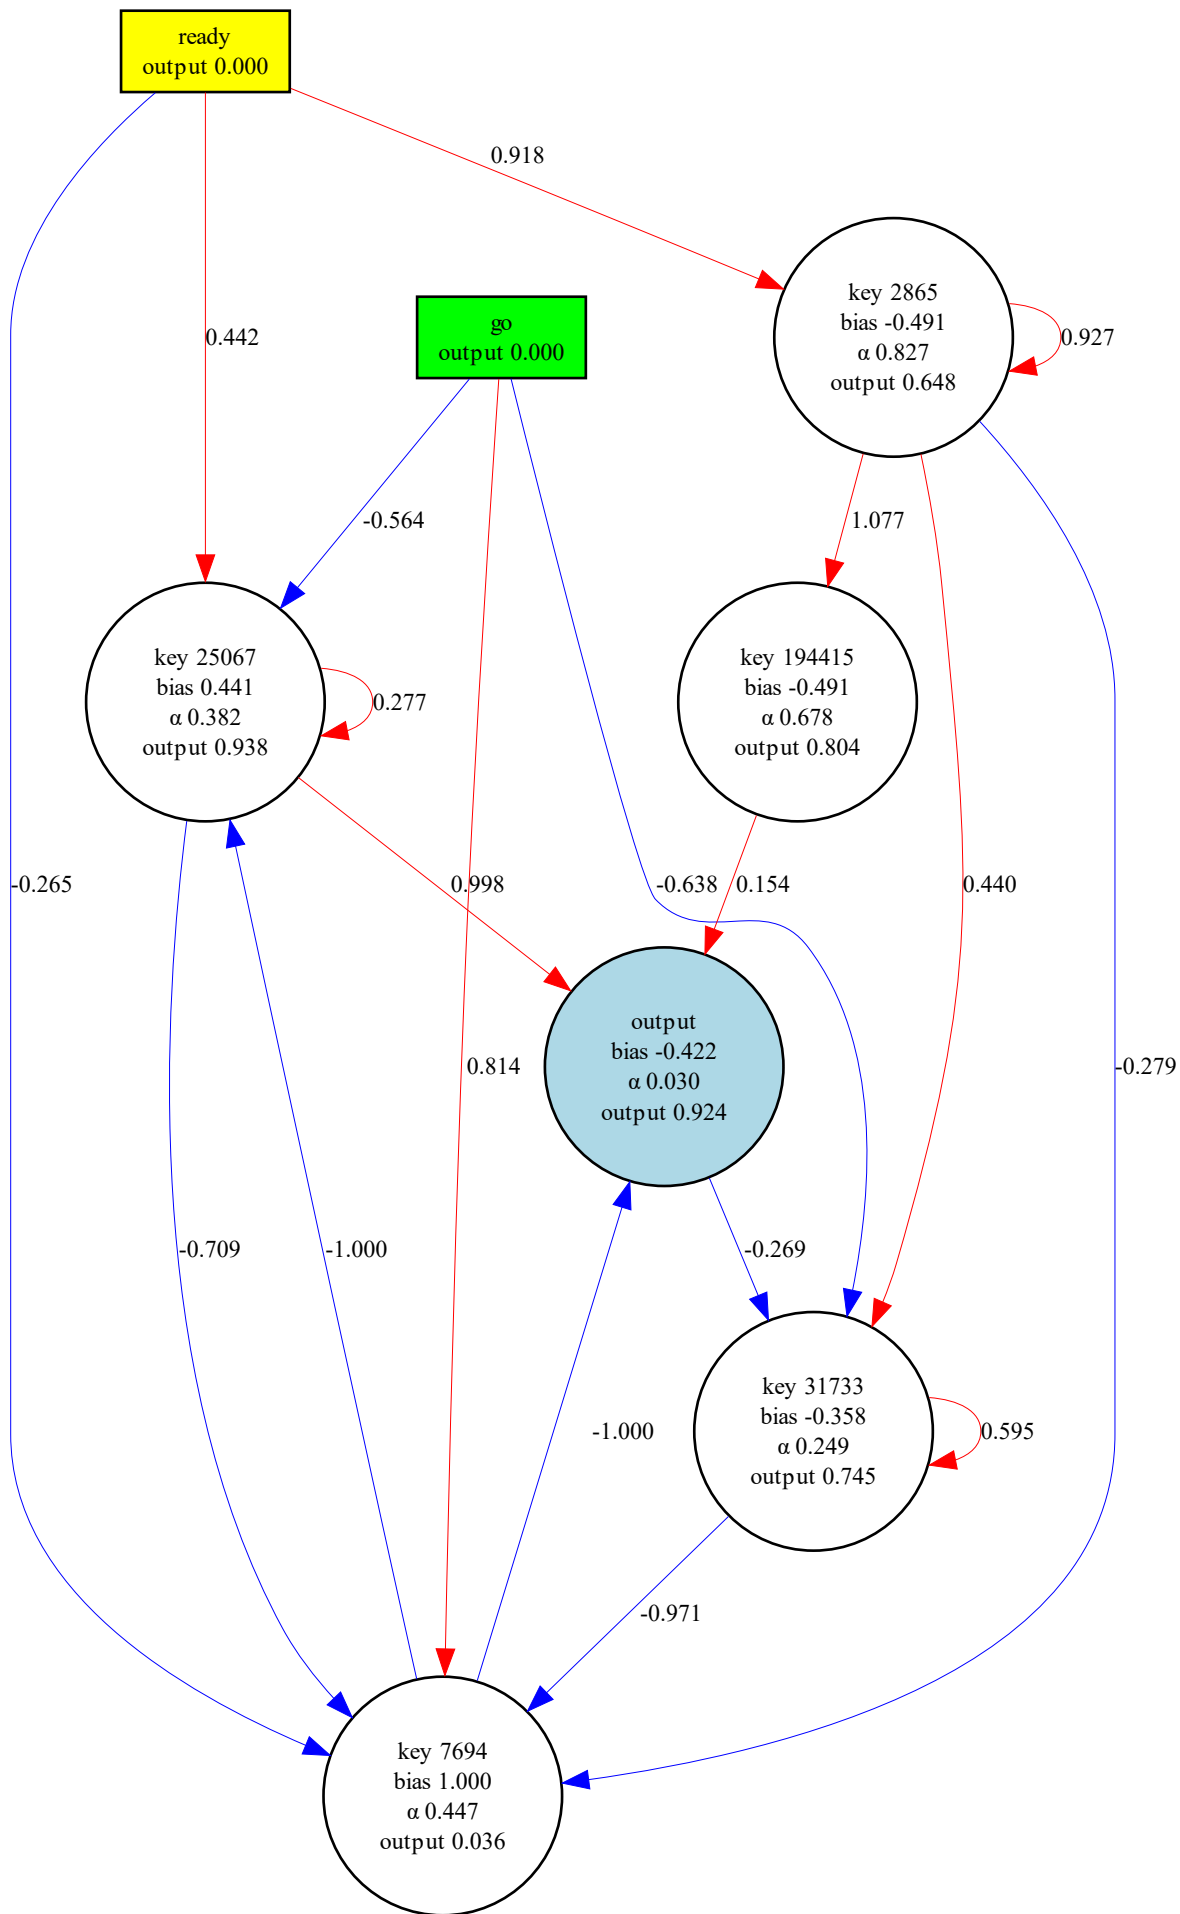 ready
output 0.000
0.918
key 2865
bias -0.491
α 0.827
output 0.648
0.927
go
output 0.000
0.442
-0.564
1.077
key 25067
bias 0.441
α 0.382
output 0.938
0.277
key 194415
bias -0.491
α 0.678
output 0.804
-0.265
0.998
-0.638
0.154
0.440
output
bias -0.422
α 0.030
output 0.924
0.814
-0.279
-0.709
-1.000
-0.269
key 31733
bias -0.358
α 0.249
output 0.745
0.595
-1.000
-0.971
key 7694
bias 1.000
α 0.447
output 0.036